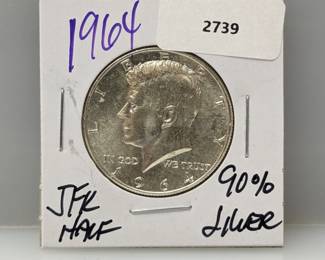 1964
2739
LIBERTY
IN GOD WE TRUST
1964
JFK
HALF
90%
SILVER